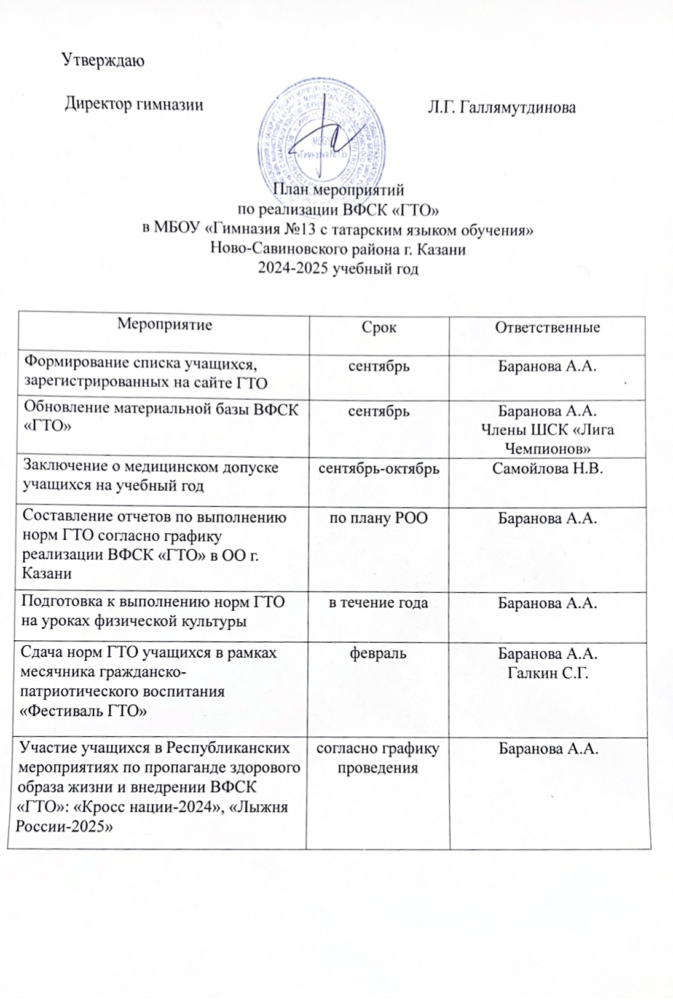 Утверждаю
Директор гимназии
Л.Г. Галлямутдинова
МБОУ
«Гимназия №13»
План мероприятий
по реализации ВФСК «ГТО»
в МБОУ «Гимназия №13 с татарским языком обучения»
Ново-Савиновского района г. Казани
2024-2025 учебный год
Мероприятие
Срок
Ответственные
Формирование списка учащихся,
зарегистрированных на сайте ГТО
сентябрь
Баранова А.А.
Обновление материальной базы ВФСК
«ГТО»
сентябрь
Баранова А.А.
Члены ШСК «Лига
Чемпионов»
Заключение о медицинском допуске
учащихся на учебный год
сентябрь-октябрь
Самойлова Н.В.
Составление отчетов по выполнению
норм ГТО согласно графику
реализации ВФСК «ГТО» в ОО г.
Казани
по плану РОО
Баранова А.А.
Подготовка к выполнению норм ГТО
на уроках физической культуры
в течение года
Баранова А.А.
Сдача норм ГТО учащихся в рамках
месячника гражданско-
патриотического воспитания
«Фестиваль ГТО»
февраль
Баранова А.А.
Галкин С.Г.
Участие учащихся в Республиканских
мероприятиях по пропаганде здорового
образа жизни и внедрении ВФСК
«ГТО»: «Кросс нации-2024», «Лыжня
России-2025»
согласно графику
проведения
Баранова А.А.